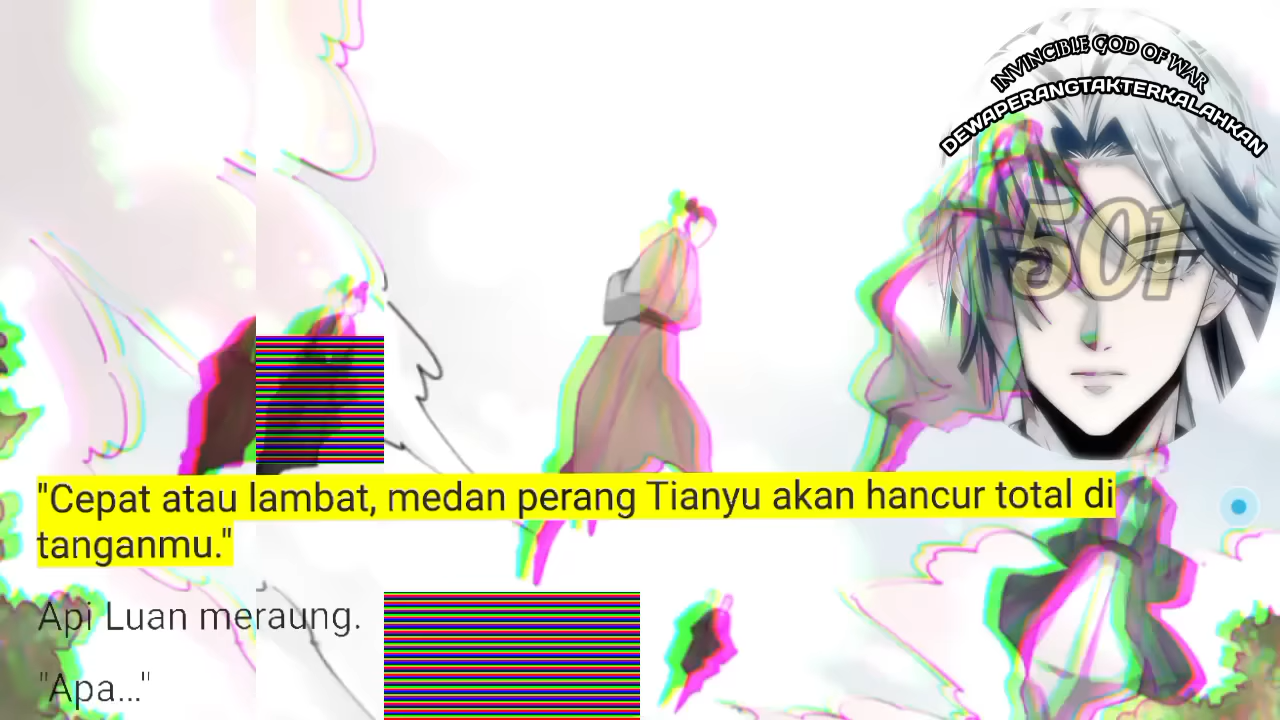 INVINCIBLE GOD OF WAR
DEWAPERANGTAKTERKALAHKAN
501
"Cepat atau lambat, medan perang Tianyu akan hancur total di
tanganmu."
Api Luan meraung.
"Apa..."